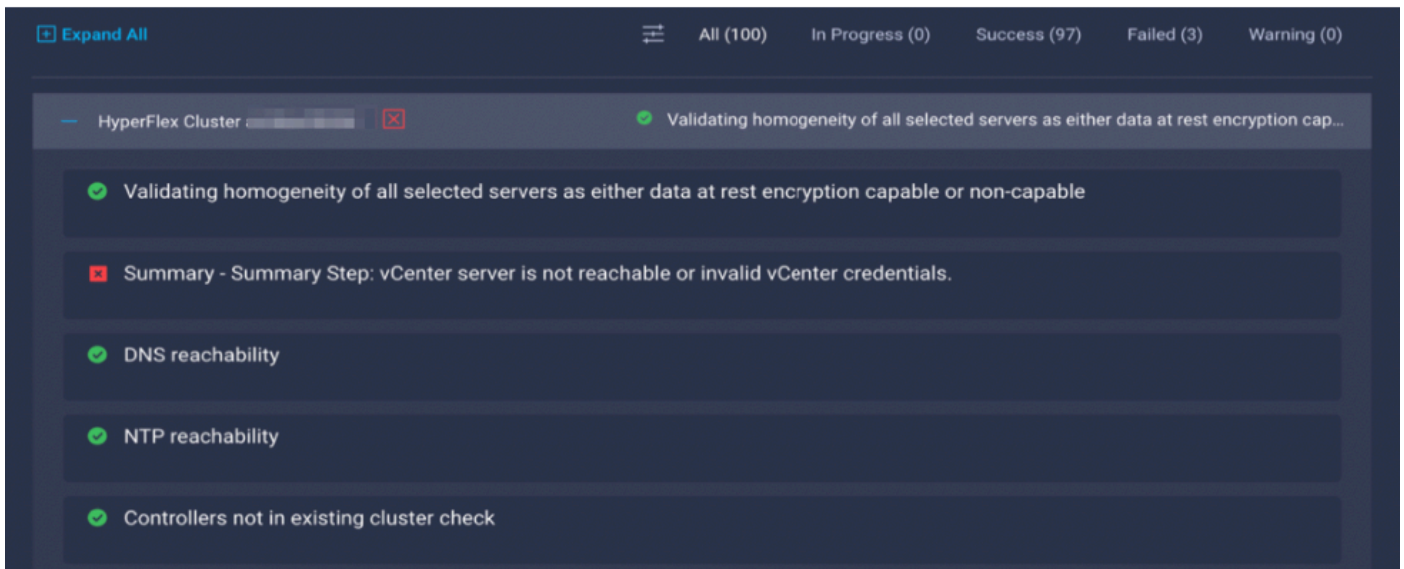 Expand All
All (100) In Progress (0) Success (97) Failed (3) Warning (0)
HyperFlex Cluster
Validating homogeneity of all selected servers as either data at rest encryption cap...
Validating homogeneity of all selected servers as either data at rest encryption capable or non-capable
Summary - Summary Step: vCenter server is not reachable or invalid vCenter credentials.
DNS reachability
NTP reachability
Controllers not in existing cluster check